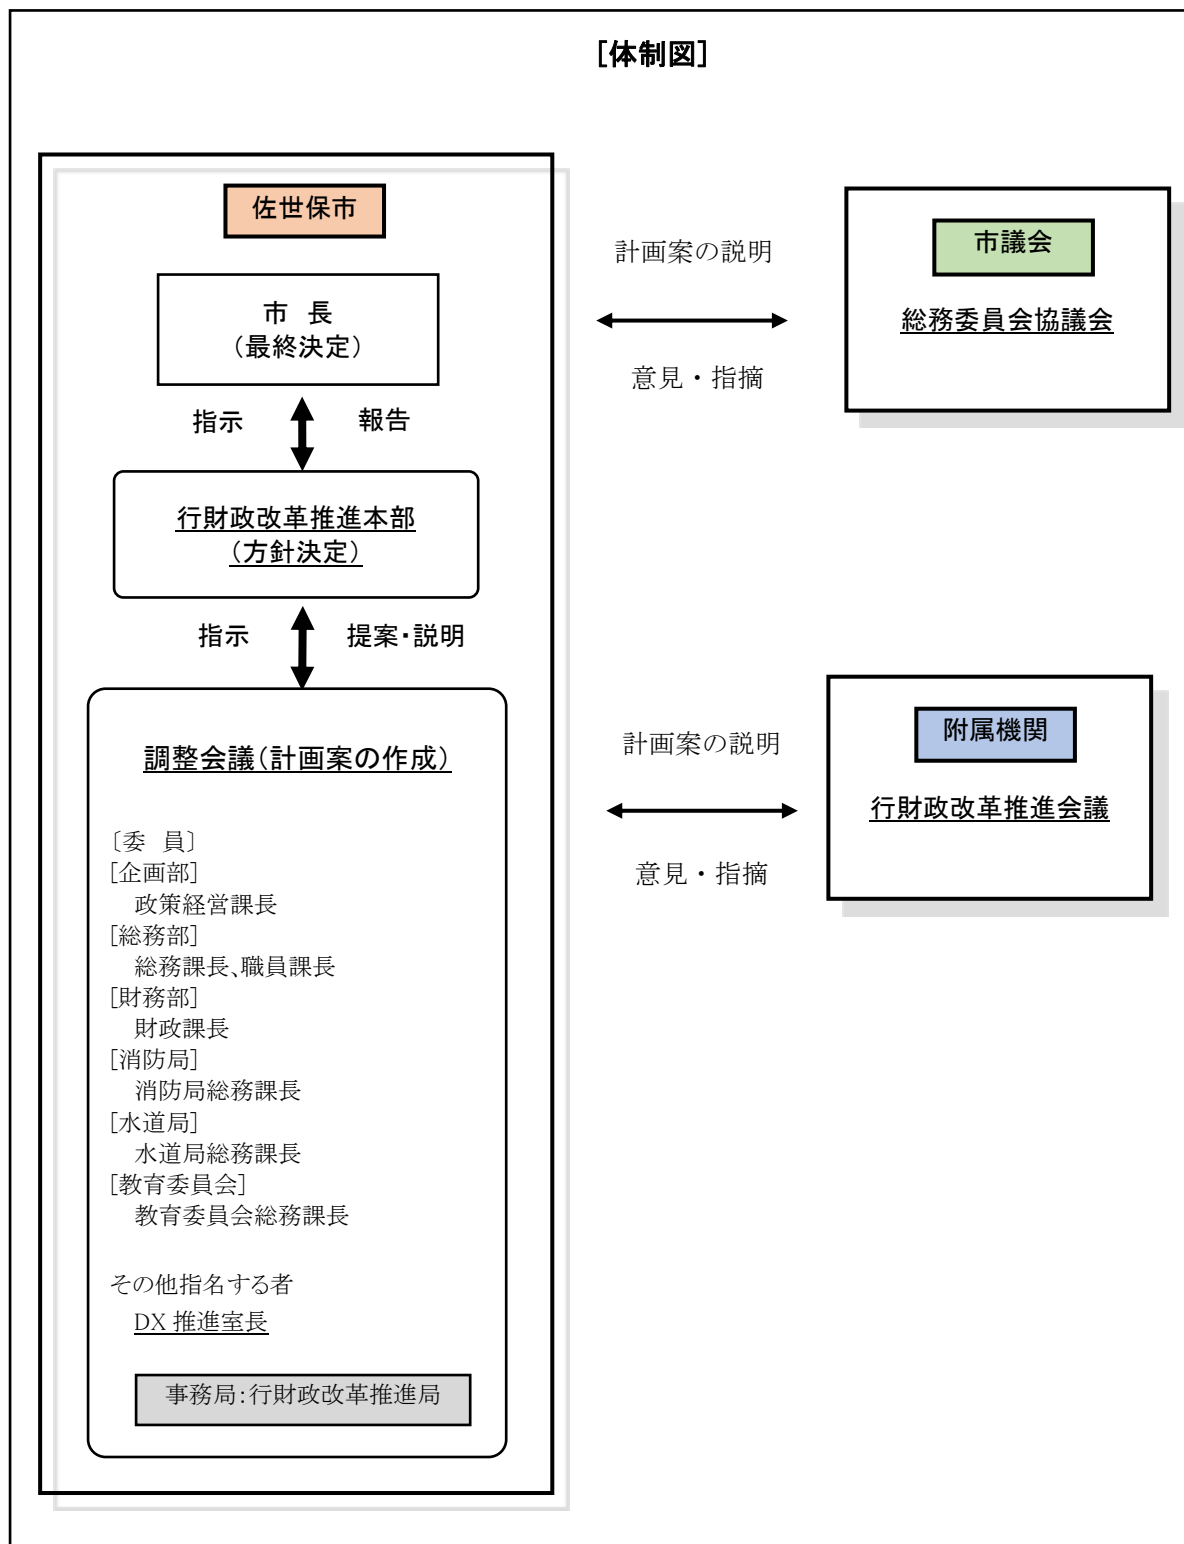 [体制図]
佐世保市
市 長
(最終決定)
指示 報告
行財政改革推進本部
(方針決定)
指示 提案・説明
調整会議(計画案の作成)
〔委 員〕
[企画部]
政策経営課長
[総務部]
総務課長、職員課長
[財務部]
財政課長
[消防局]
消防局総務課長
[水道局]
水道局総務課長
[教育委員会]
教育委員会総務課長
その他指名する者
DX 推進室長
事務局:行財政改革推進局
計画案の説明
意見・指摘
市議会
総務委員会協議会
計画案の説明
意見・指摘
附属機関
行財政改革推進会議